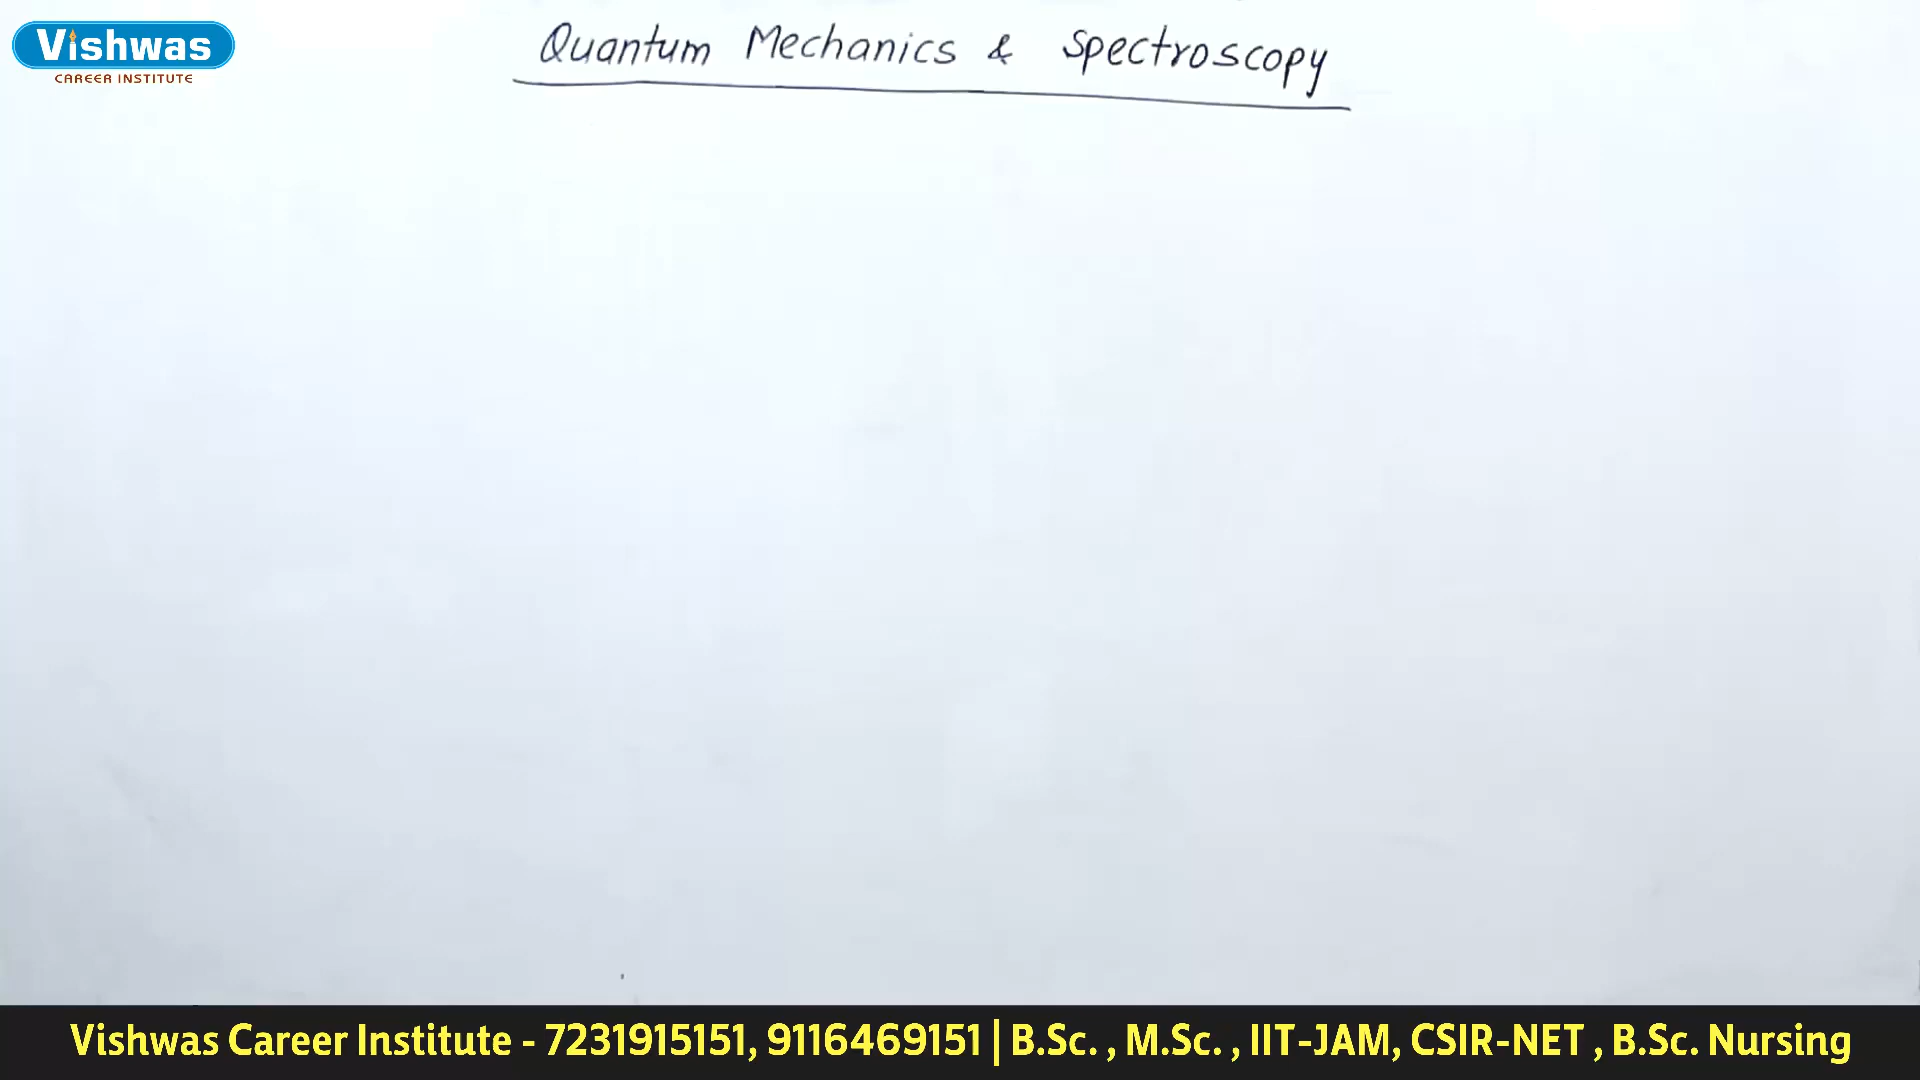 Vishwas
CAREER INSTITUTE
Quantum Mechanics & Spectroscopy
Vishwas Career Institute - 7231915151, 9116469151 | B.Sc. , M.Sc. , IIT-JAM, CSIR-NET , B.Sc. Nursing